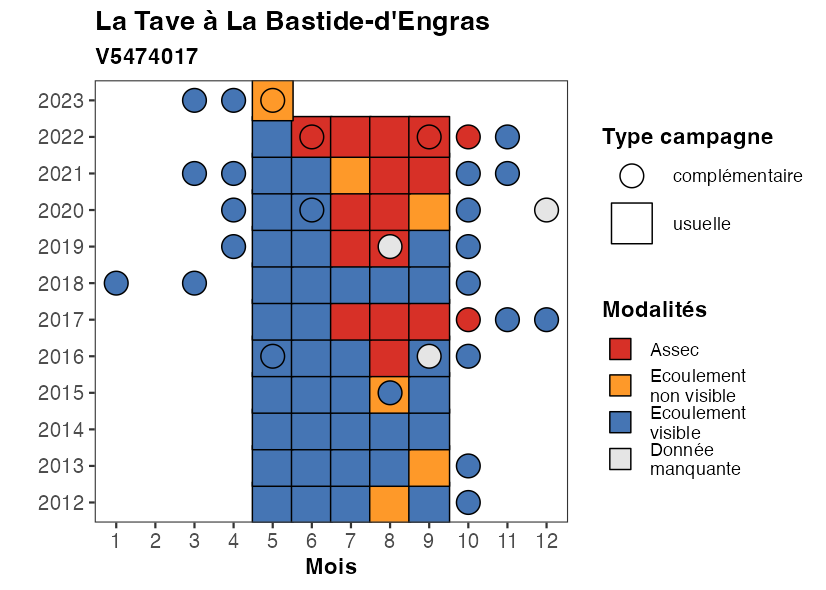 La Tave à La Bastide-d'Engras
V5474017
2023
2022
2021
2020
2019
2018
2017
2016
2015
2014
2013
2012
1 2 3 4 5 6 7 8 9 10 11 12
Mois
Type campagne
complémentaire
usuelle
Modalités
Assec
Ecoulement
non visible
Ecoulement
visible
Donnée
manquante